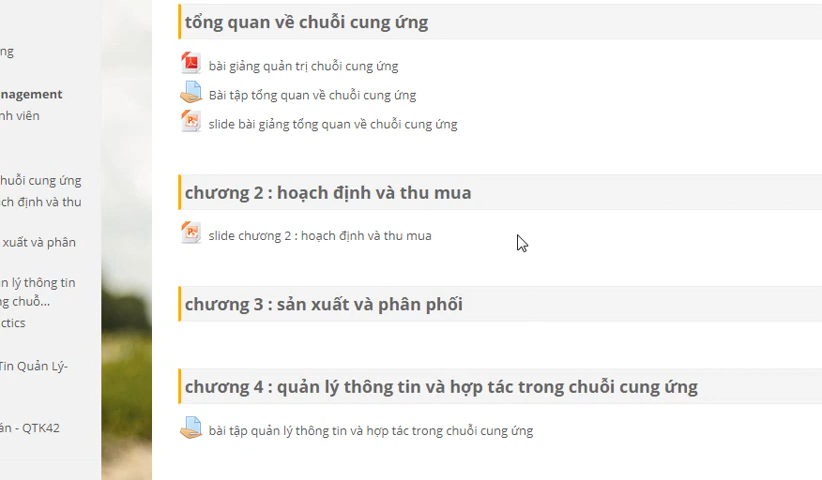 ng
nagement
nh viên
huỗi cung ứng
ch định và thu
xuất và phân
n lý thông tin
ng chuỗ...
ctics
Tin Quản Lý-
án - QTK42
tổng quan về chuỗi cung ứng
bài giảng quản trị chuỗi cung ứng
Bài tập tổng quan về chuỗi cung ứng
slide bài giảng tổng quan về chuỗi cung ứng
chương 2 : hoạch định và thu mua
slide chương 2 : hoạch định và thu mua
chương 3 : sản xuất và phân phối
chương 4 : quản lý thông tin và hợp tác trong chuỗi cung ứng
bài tập quản lý thông tin và hợp tác trong chuỗi cung ứng